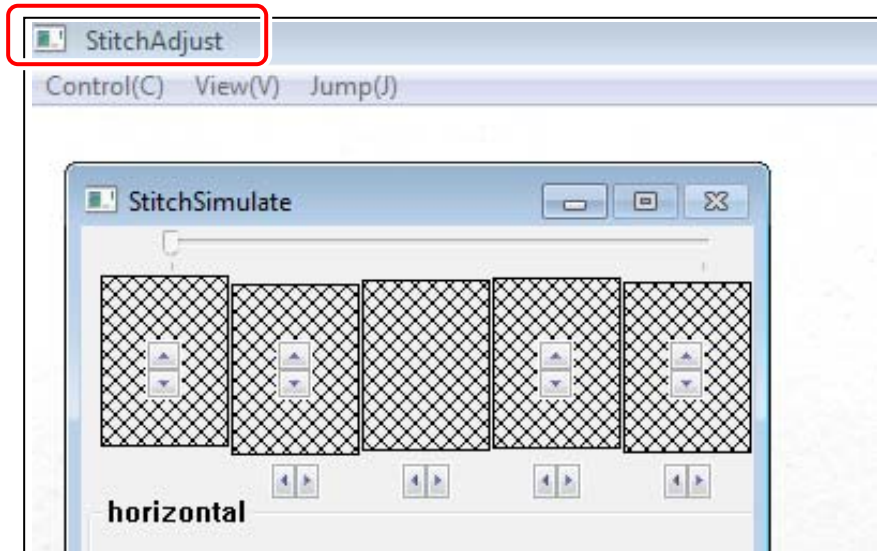 StitchAdjust
Control(C) View(V) Jump(J)
StitchSimulate
horizontal